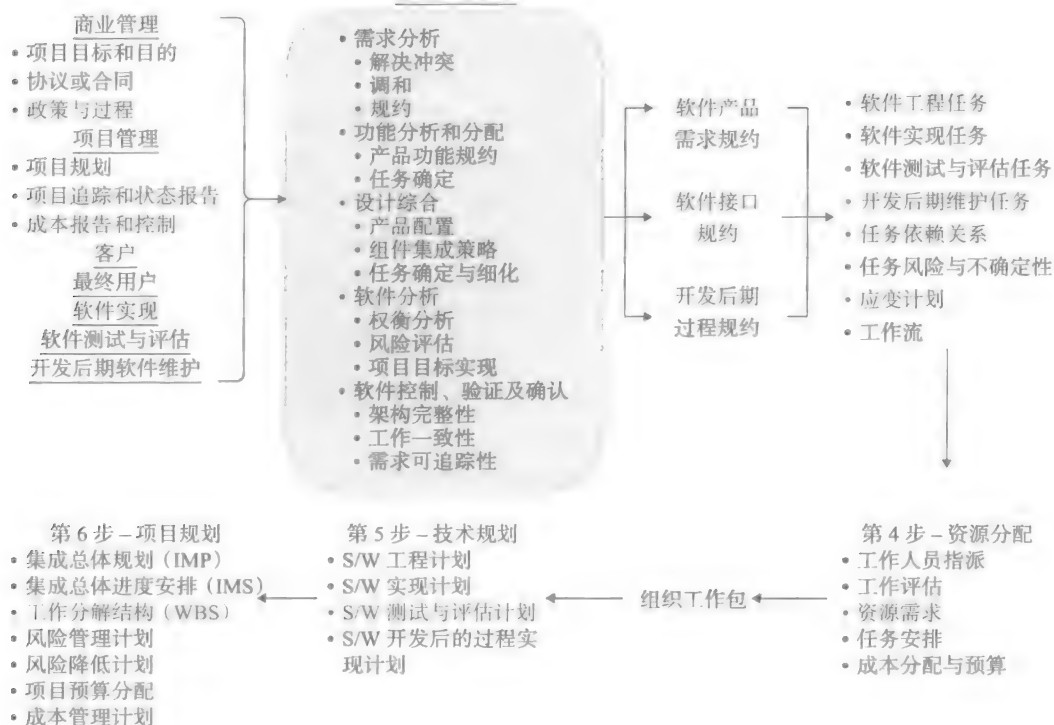 商业管理
• 项目目标和目的
• 协议或合同
• 政策与过程
项目管理
• 项目规划
• 项目追踪和状态报告
• 成本报告和控制
客户
最终用户
软件实现
软件测试与评估
开发后期软件维护
• 需求分析
• 解决冲突
• 调和
• 规约
• 功能分析和分配
• 产品功能规约
• 任务确定
• 设计综合
• 产品配置
• 组件集成策略
• 任务确定与细化
• 软件分析
• 权衡分析
• 风险评估
• 项目目标实现
• 软件控制、验证及确认
• 架构完整性
• 工作一致性
• 需求可追踪性
软件产品
需求规约
软件接口
规约
开发后期
过程规约
• 软件工程任务
• 软件实现任务
• 软件测试与评估任务
• 开发后期维护任务
• 任务依赖关系
• 任务风险与不确定性
• 应变计划
• 工作流
第4步–资源分配
• 工作人员指派
• 工作评估
• 资源需求
• 任务安排
• 成本分配与预算
组织工作包
第5步–技术规划
• S/W 工程计划
• S/W 实现计划
• S/W 测试与评估计划
• S/W 开发后的过程实
现计划
第6步–项目规划
• 集成总体规划（IMP）
• 集成总体进度安排（IMS）
• 工作分解结构（WBS）
• 风险管理计划
• 风险降低计划
• 项目预算分配
• 成本管理计划